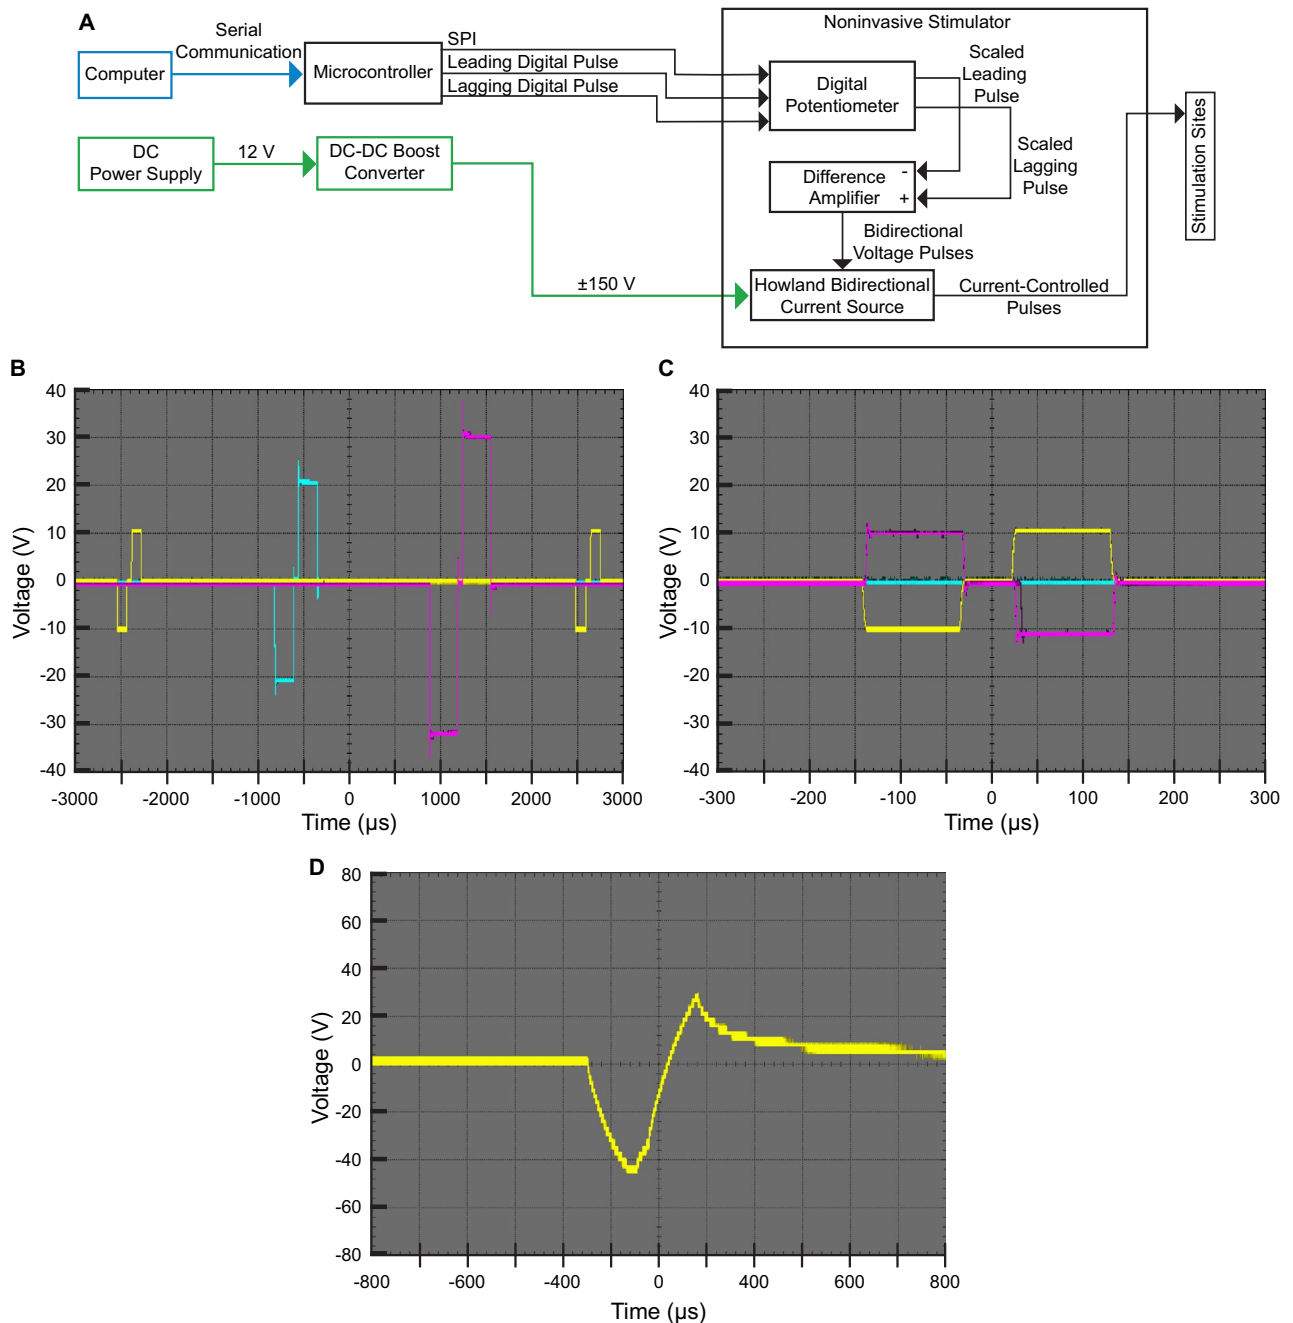 A
Noninvasive Stimulator
Serial
Communication
Computer
Microcontroller
SPI
Leading Digital Pulse
Lagging Digital Pulse
Digital
Potentiometer
Scaled
Leading
Pulse
Scaled
Lagging
Pulse
Stimulation Sites
DC
Power Supply
12 V
DC-DC Boost
Converter
Difference
Amplifier
-
+
Bidirectional
Voltage Pulses
±150 V
Howland Bidirectional
Current Source
Current-Controlled
Pulses
B
Voltage (V)
40
30
20
10
0
-10
-20
-30
-40
-3000 -2000 -1000 0 1000 2000 3000
Time (µs)
C
Voltage (V)
40
30
20
10
0
-10
-20
-30
-40
-300 -200 -100 0 100 200 300
Time (µs)
D
Voltage (V)
80
60
40
20
0
-20
-40
-60
-80
-800 -400 0 400 800
Time (µs)